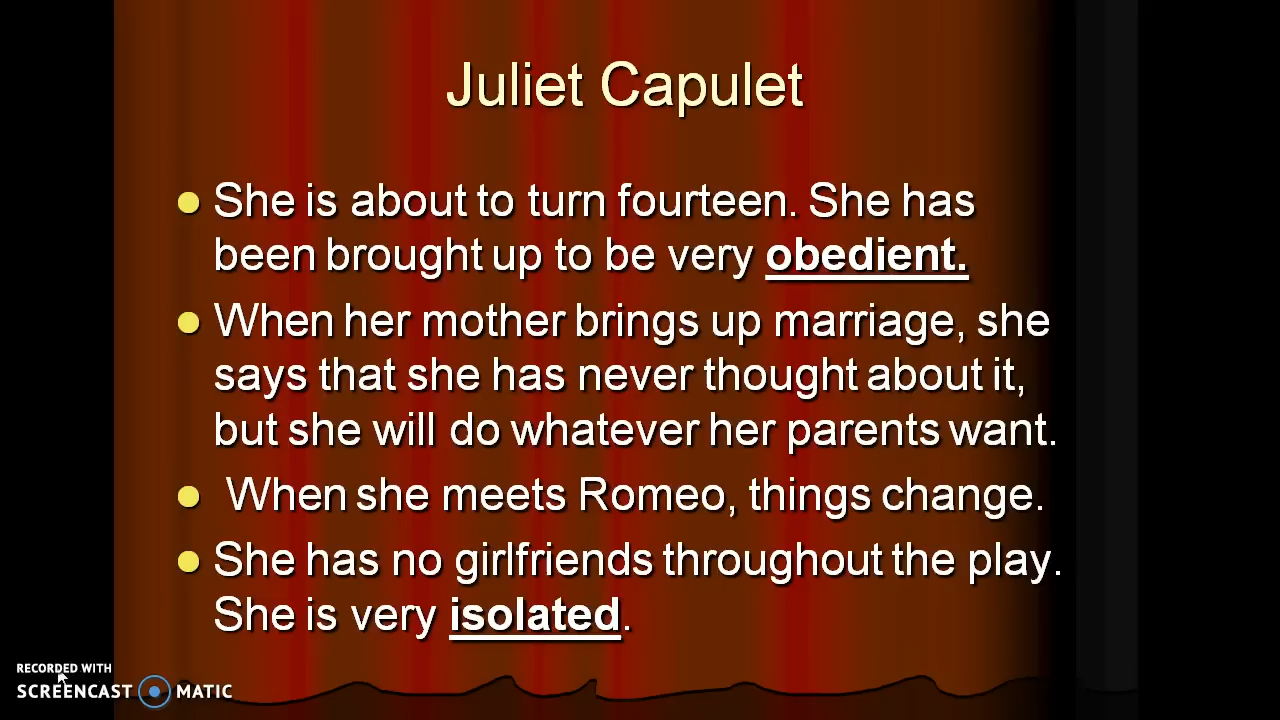 Juliet Capulet
She is about to turn fourteen. She has
been brought up to be very obedient.
When her mother brings up marriage, she
says that she has never thought about it,
but she will do whatever her parents want.
When she meets Romeo, things change.
She has no girlfriends throughout the play.
She is very isolated.
RECORDED WITH
SCREENCAST MATIC